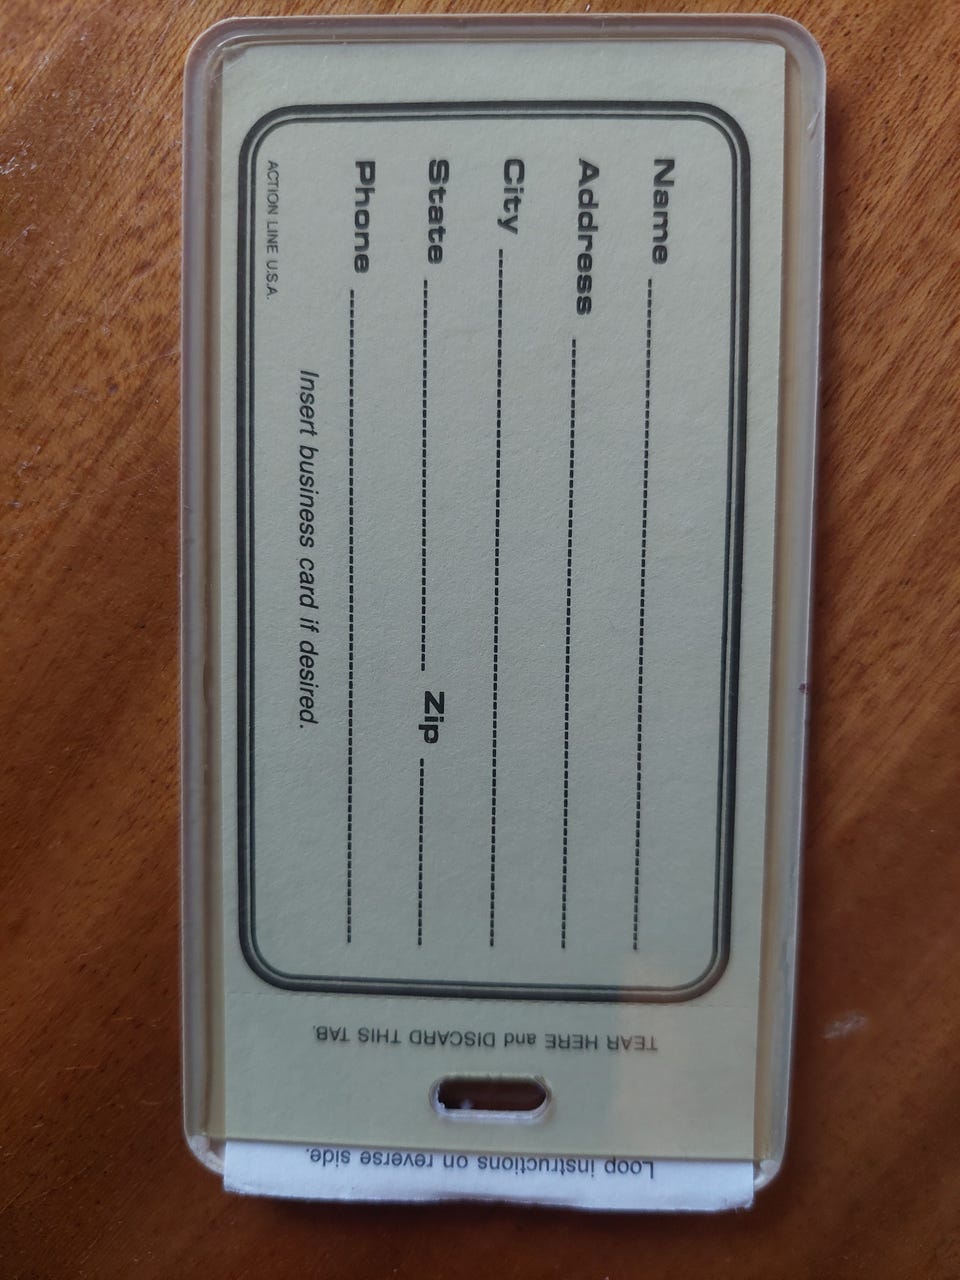 Name
Address
City
State Zip
Phone
Insert business card if desired.
ACTION LINE U.S.A.
TEAR HERE and DISCARD THIS TAB.
Loop instructions on reverse side.